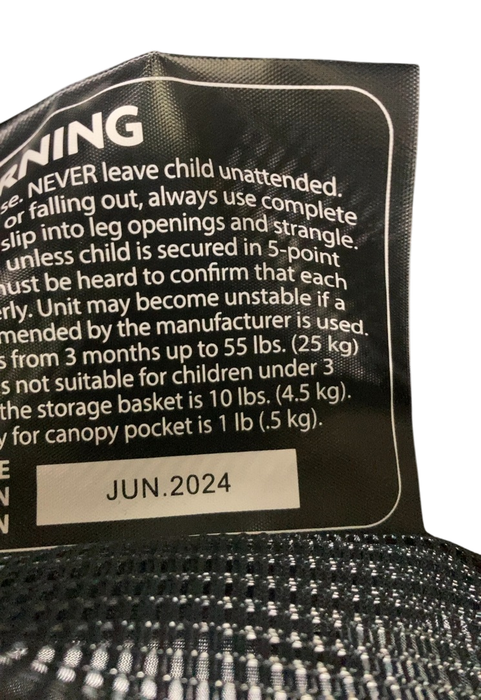 RNING
se. NEVER leave child unattended.
or falling out, always use complete
slip into leg openings and strangle.
unless child is secured in 5-point
ust be heard to confirm that each
erly. Unit may become unstable if a
mended by the manufacturer is used.
s from 3 months up to 55 lbs. (25 kg)
s not suitable for children under 3
the storage basket is 10 lbs. (4.5 kg).
y for canopy pocket is 1 lb (.5 kg).
E
N
N
JUN.2024